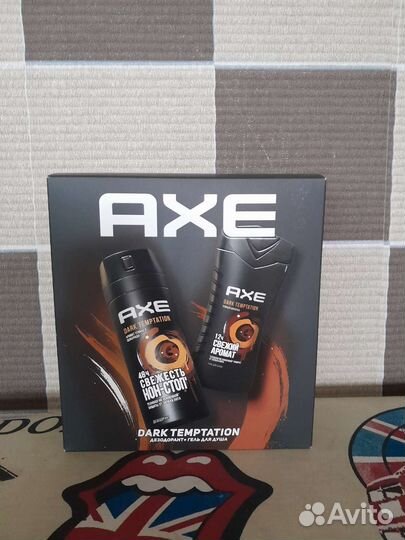 AXE
AXE
DARK TEMPTATION
48ч
СВЕЖЕСТЬ
НОН-СТОП
AXE
DARK TEMPTATION
12ч
СВЕЖИЙ
АРОМАТ
DARK TEMPTATION
ДЕЗОДОРАНТ+ ГЕЛЬ ДЛЯ ДУША
Avito